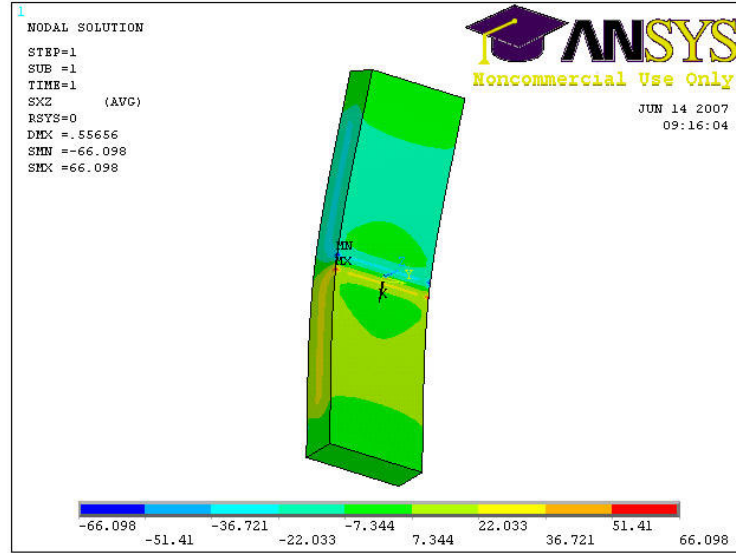 1
NODAL SOLUTION
STEP=1
SUB =1
TIME=1
SXZ (AVG)
RSYS=0
DMX =.55656
SMN =-66.098
SMX =66.098
ANSYS
Noncommercial Use Only
JUN 14 2007
09:16:04
MN
MX
Y
X
-66.098 -36.721 -7.344 22.033 51.41
-51.41 -22.033 7.344 36.721 66.098